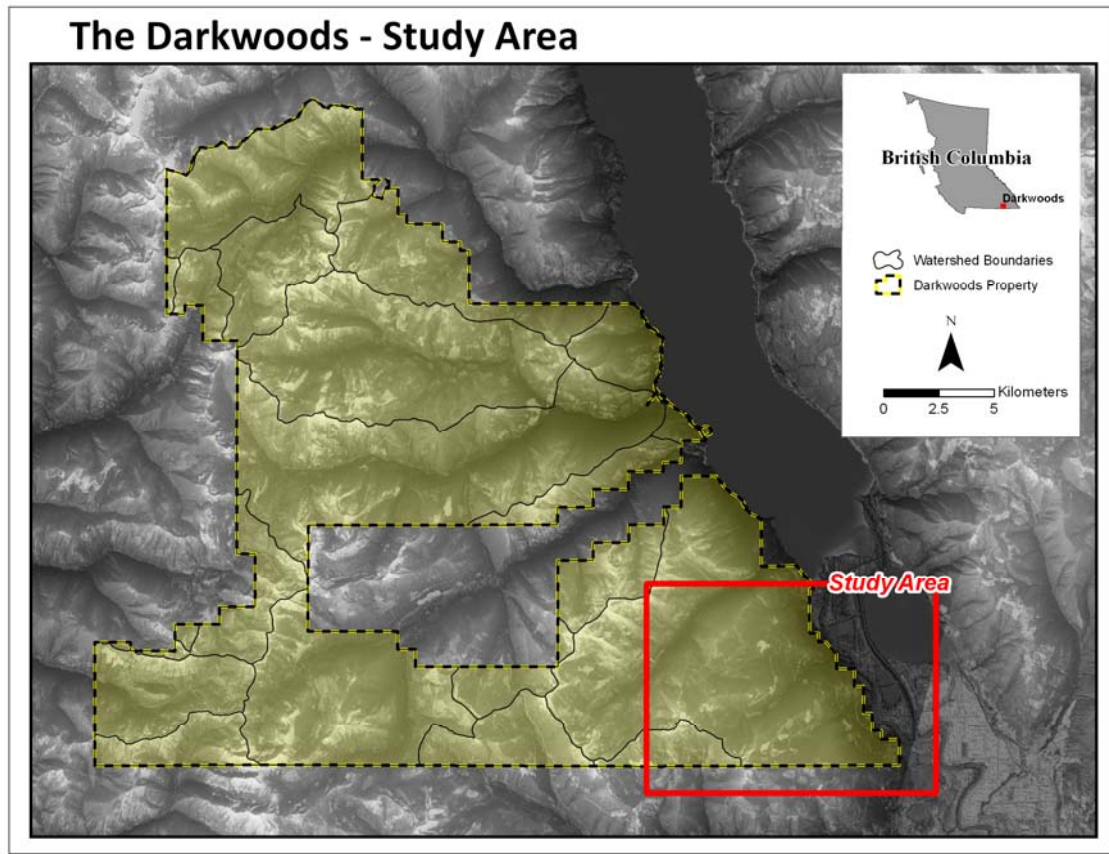 The Darkwoods - Study Area
British Columbia
Darkwoods
Watershed Boundaries
Darkwoods Property
N
Kilometers
0 2.5 5
Study Area